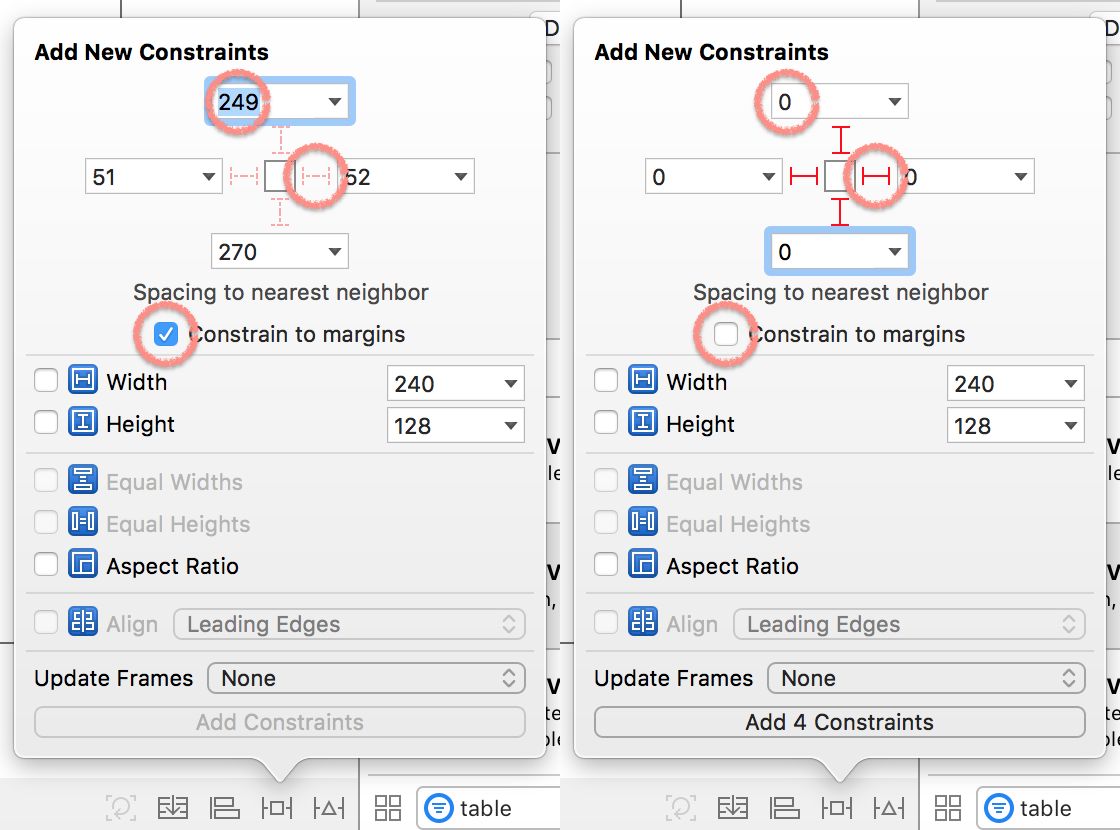 Add New Constraints
249
51
52
270
Spacing to nearest neighbor
Constrain to margins
Width 240
Height 128
Equal Widths
Equal Heights
Aspect Ratio
Align Leading Edges
Update Frames None
Add Constraints
table
D
Add New Constraints
0
0
0
0
Spacing to nearest neighbor
Constrain to margins
Width 240
Height 128
Equal Widths
Equal Heights
Aspect Ratio
Align Leading Edges
Update Frames None
Add 4 Constraints
table
D